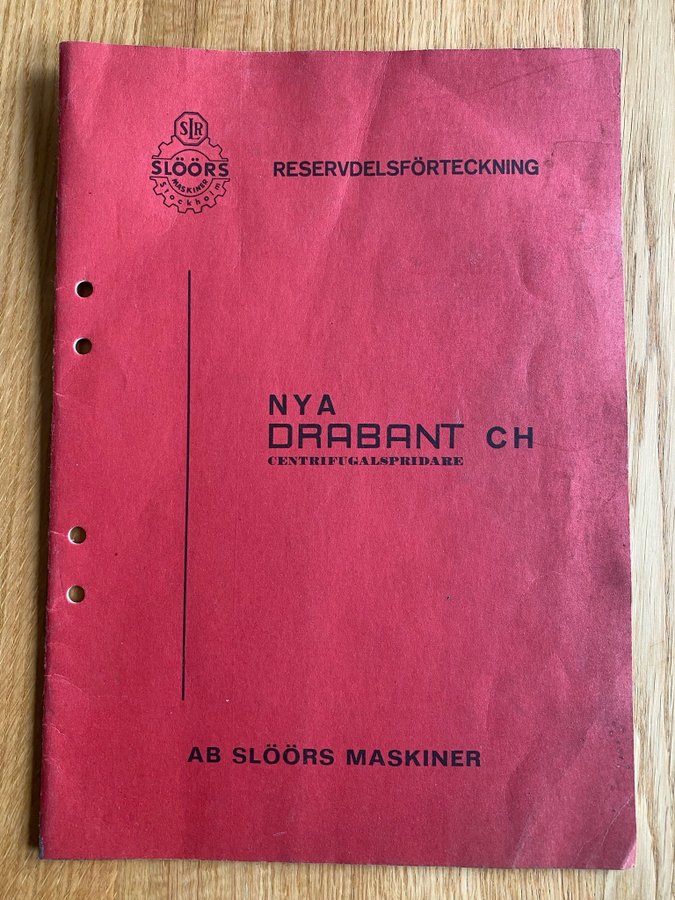 SLR
SLÖÖRS
MASKINER
Stockholm
RESERVDELSFÖRTECKNING
NYA
DRABANT CH
CENTRIFUGALSPRIDARE
AB SLÖÖRS MASKINER